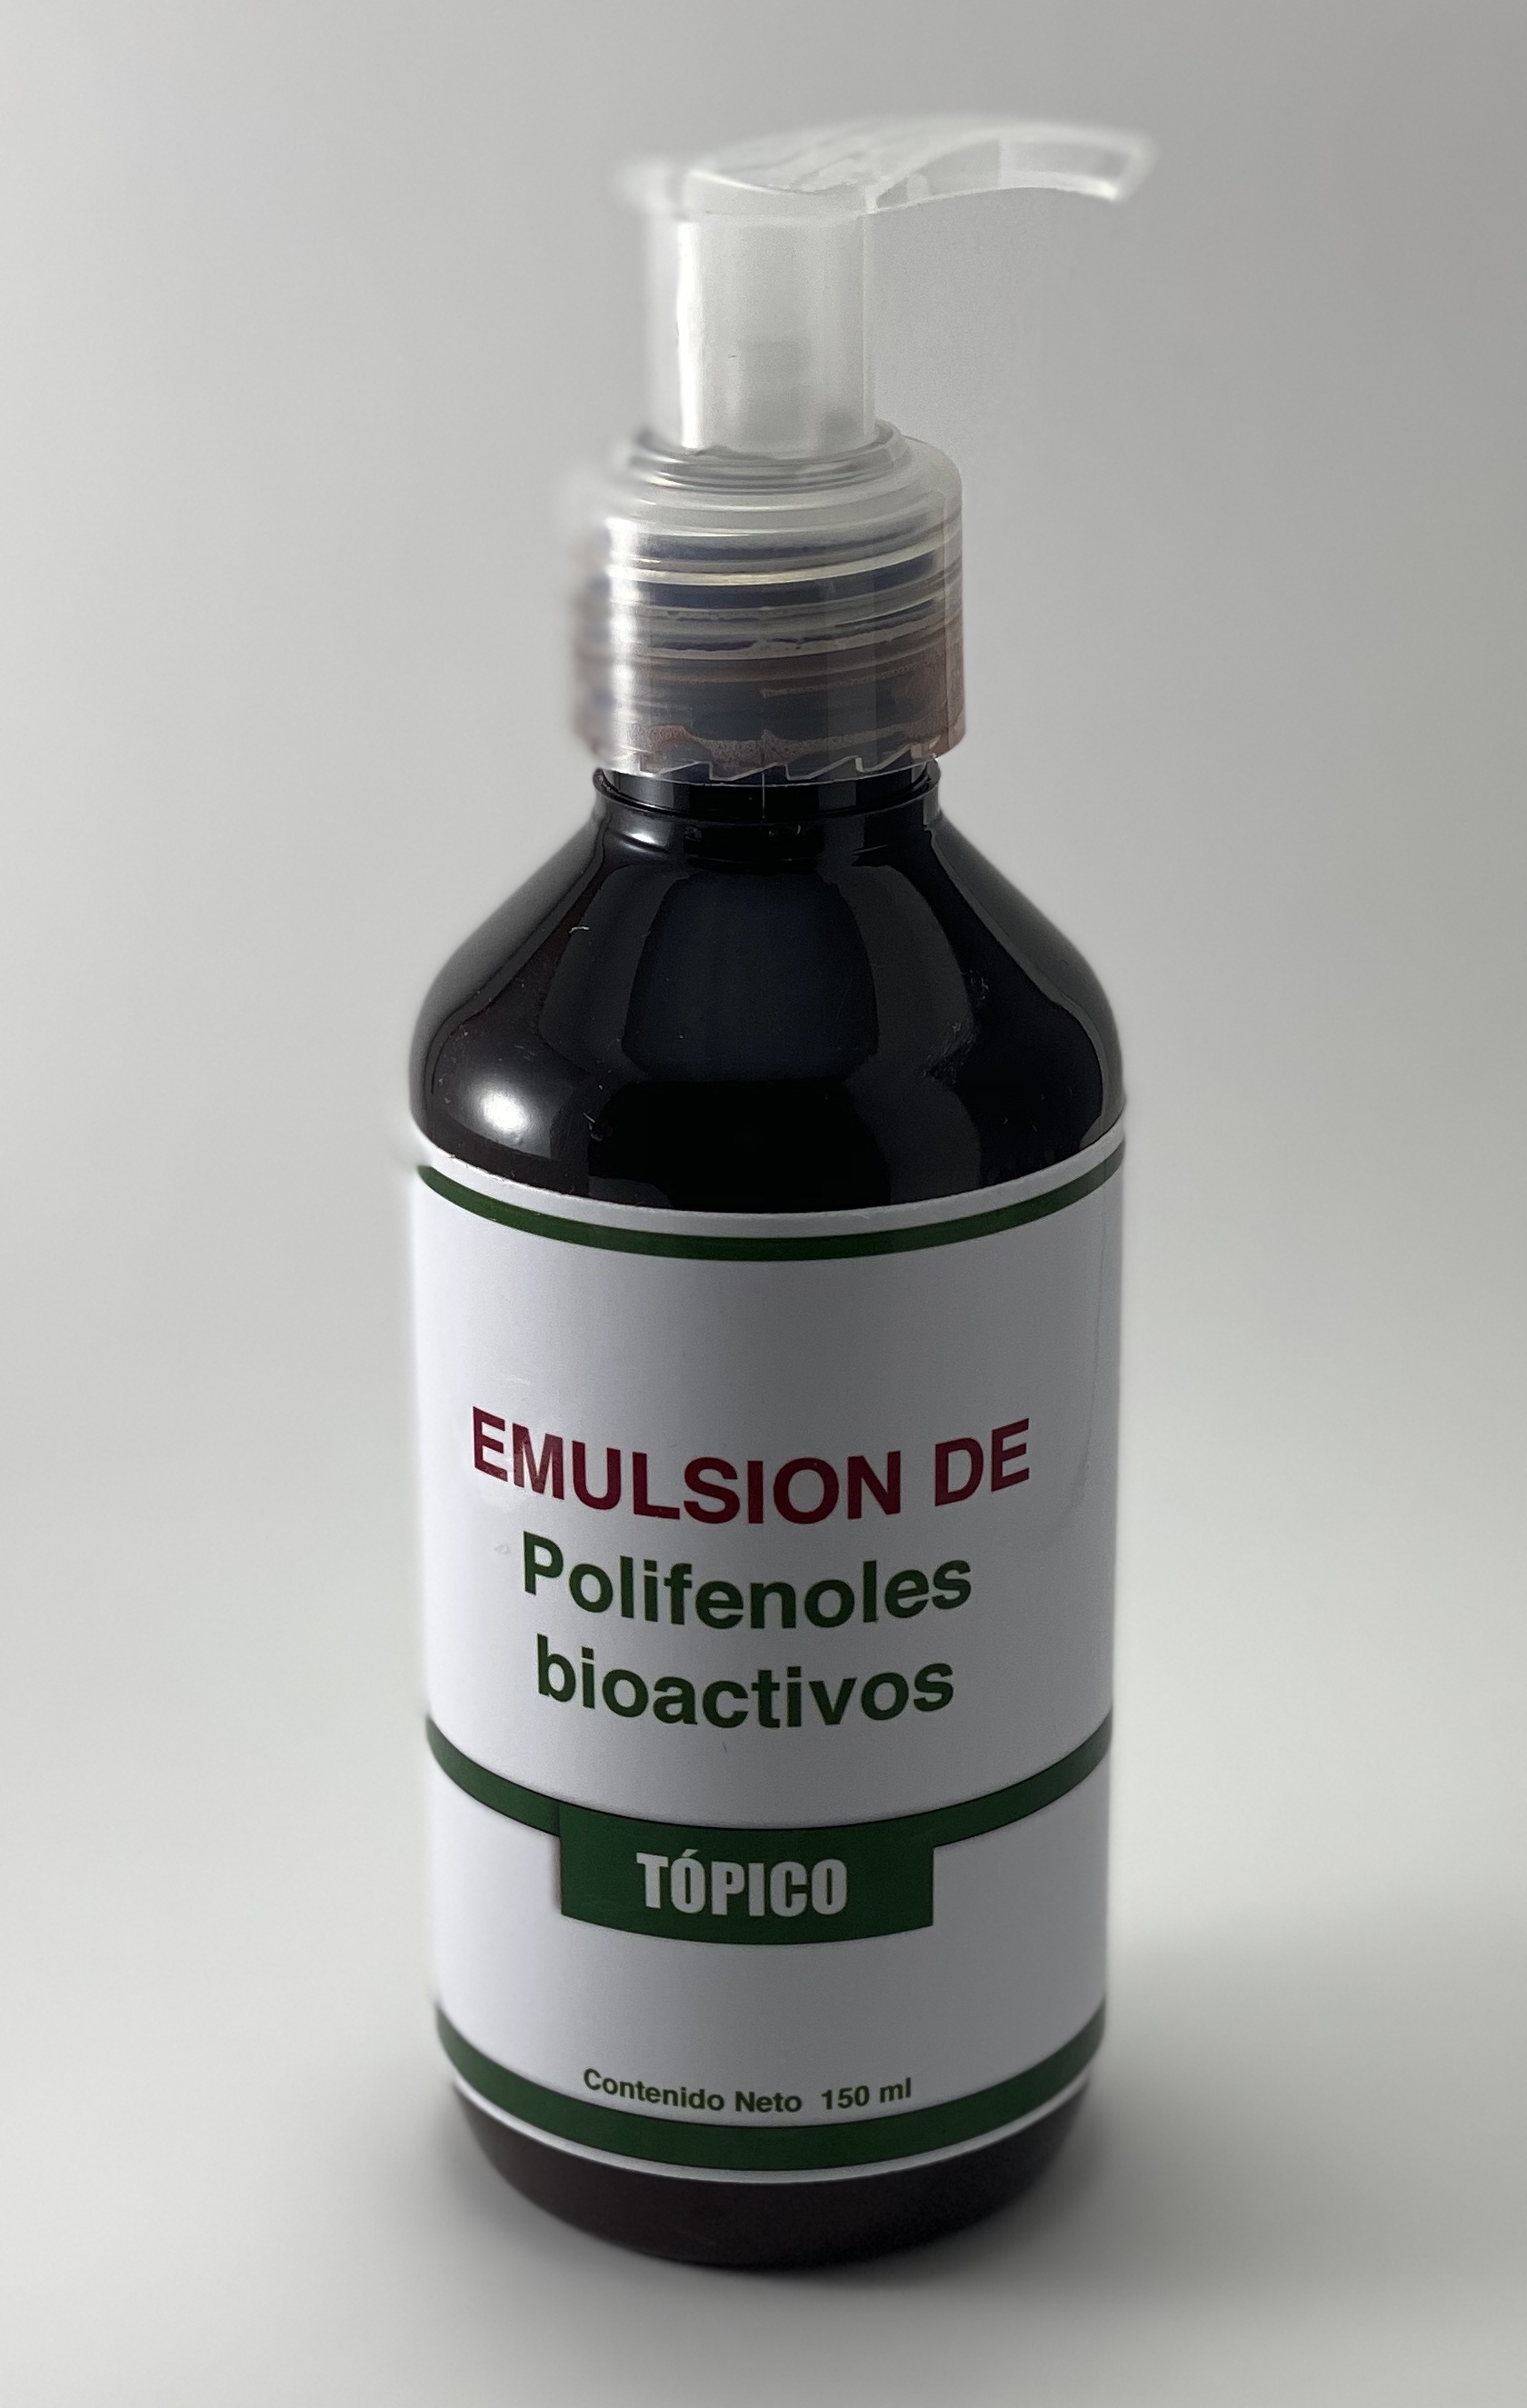 EMULSION DE
Polifenoles
bioactivos
TÓPICO
Contenido Neto 150 ml